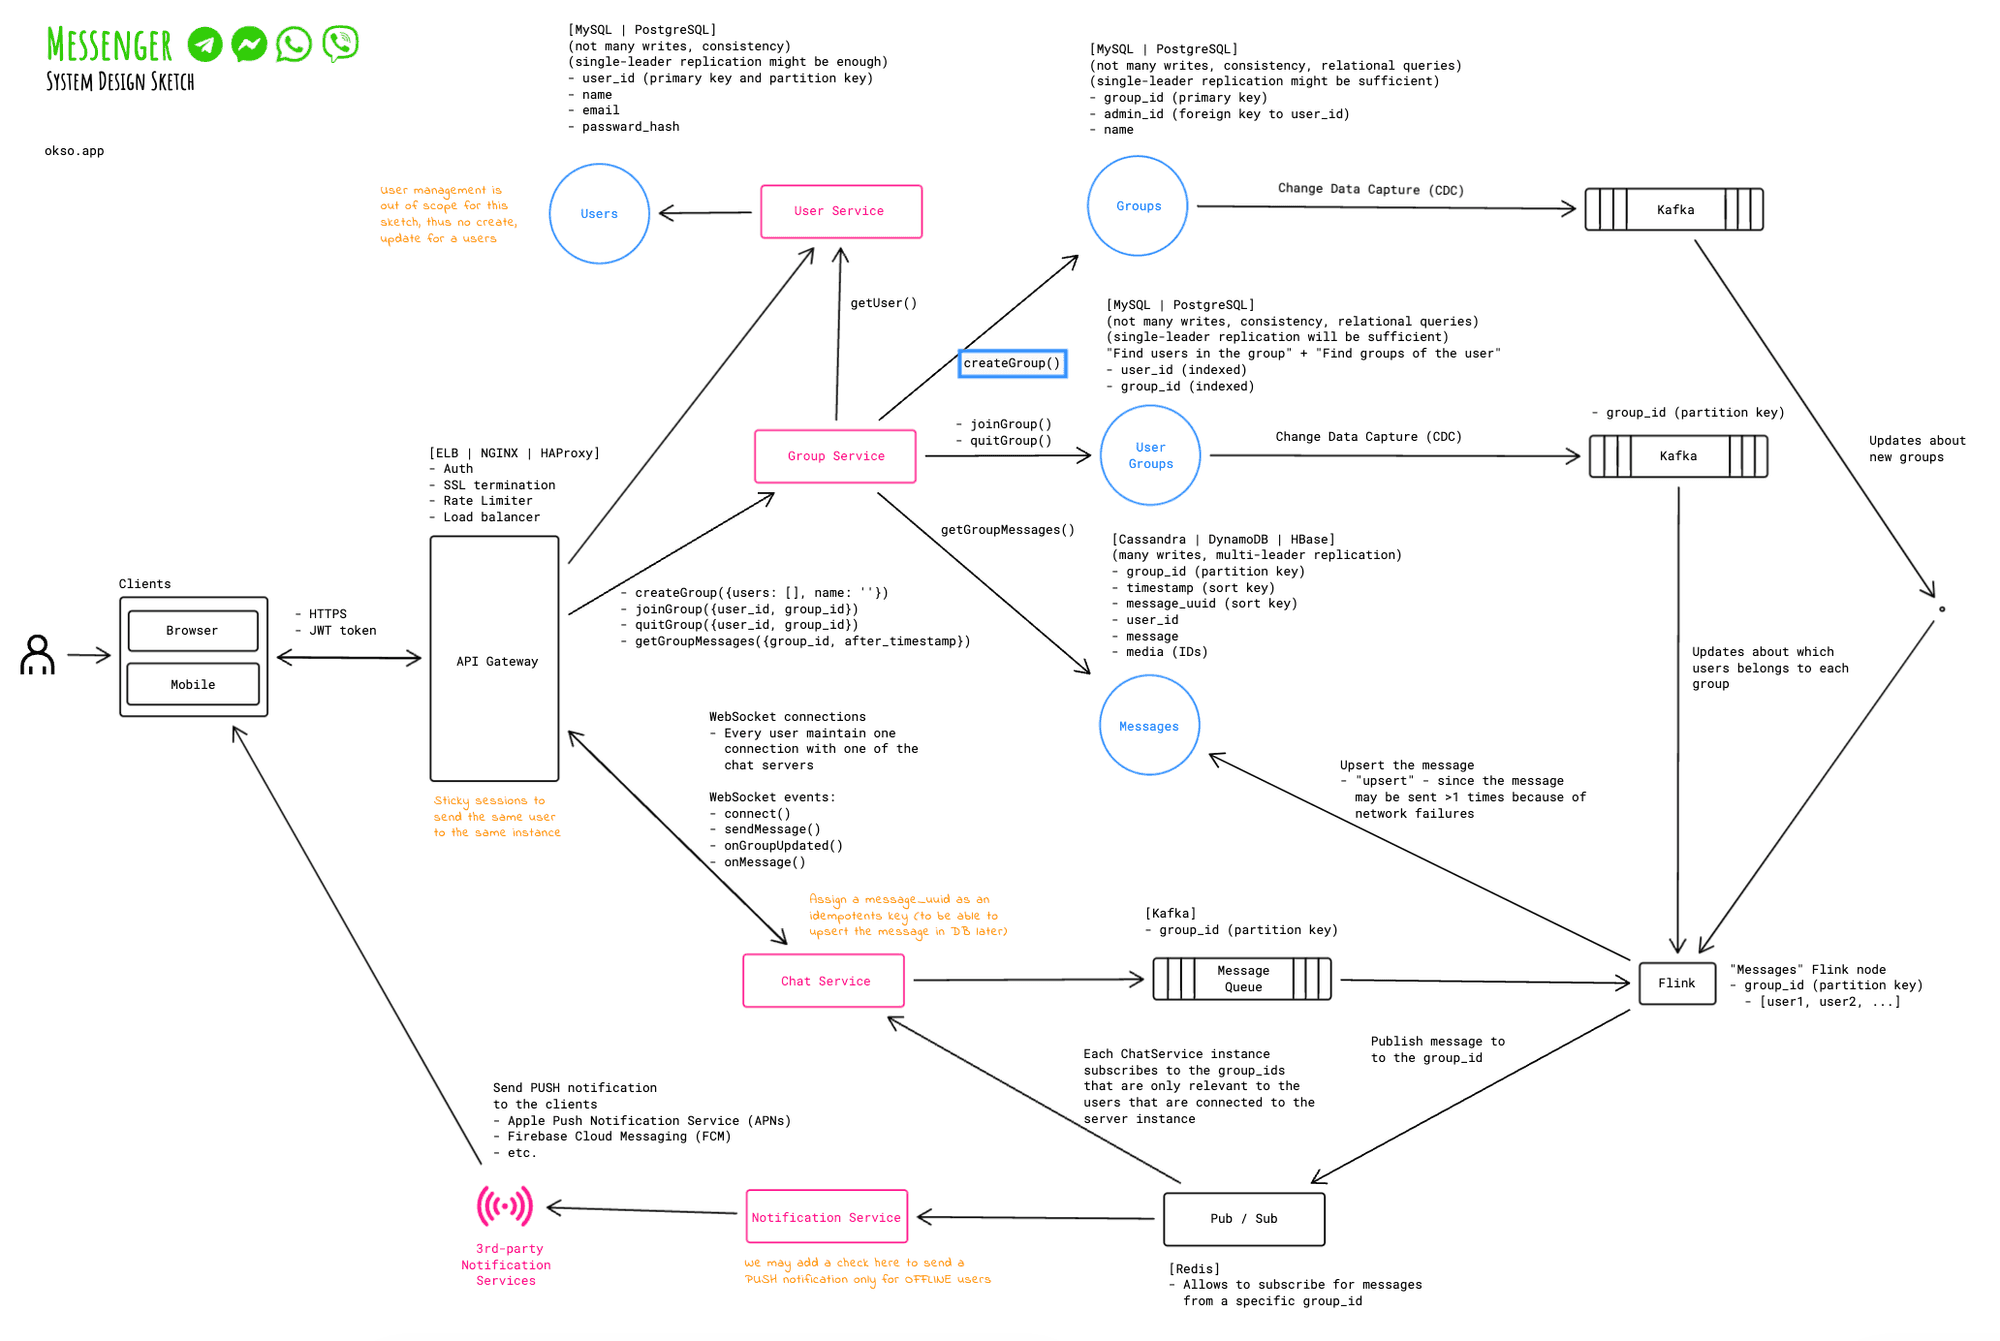 MESSENGER
SYSTEM DESIGN SKETCH
okso.app
[MySQL | PostgreSQL]
(not many writes, consistency)
(single-leader replication might be enough)
- user_id (primary key and partition key)
- name
- email
- passward_hash
[MySQL | PostgreSQL]
(not many writes, consistency, relational queries)
(single-leader replication might be sufficient)
- group_id (primary key)
- admin_id (foreign key to user_id)
- name
User management is
out of scope for this
sketch, thus no create,
update for a users
Users
User Service
Groups
Change Data Capture (CDC)
Kafka
getUser()
createGroup()
[MySQL | PostgreSQL]
(not many writes, consistency, relational queries)
(single-leader replication will be sufficient)
"Find users in the group" + "Find groups of the user"
- user_id (indexed)
- group_id (indexed)
Group Service
- joinGroup()
- quitGroup()
User
Groups
Change Data Capture (CDC)
- group_id (partition key)
Kafka
Updates about
new groups
[ELB | NGINX | HAProxy]
- Auth
- SSL termination
- Rate Limiter
- Load balancer
getGroupMessages()
[Cassandra | DynamoDB | HBase]
(many writes, multi-leader replication)
- group_id (partition key)
- timestamp (sort key)
- message_uuid (sort key)
- user_id
- message
- media (IDs)
Clients
Browser
Mobile
- HTTPS
- JWT token
API Gateway
- createGroup({users: [], name: ''})
- joinGroup({user_id, group_id})
- quitGroup({user_id, group_id})
- getGroupMessages({group_id, after_timestamp})
Updates about which
users belongs to each
group
Messages
WebSocket connections
- Every user maintain one
connection with one of the
chat servers
WebSocket events:
- connect()
- sendMessage()
- onGroupUpdated()
- onMessage()
Upsert the message
- "upsert" - since the message
may be sent >1 times because of
network failures
Sticky sessions to
send the same user
to the same instance
Assign a message_uuid as an
idempotents key (to be able to
upsert the message in DB later)
[Kafka]
- group_id (partition key)
Chat Service
Message
Queue
Flink
"Messages" Flink node
- group_id (partition key)
- [user1, user2, ...]
Each ChatService instance
subscribes to the group_ids
that are only relevant to the
users that are connected to the
server instance
Publish message to
to the group_id
Send PUSH notification
to the clients
- Apple Push Notification Service (APNs)
- Firebase Cloud Messaging (FCM)
- etc.
3rd-party
Notification
Services
Notification Service
Pub / Sub
We may add a check here to send a
PUSH notification only for OFFLINE users
[Redis]
- Allows to subscribe for messages
from a specific group_id